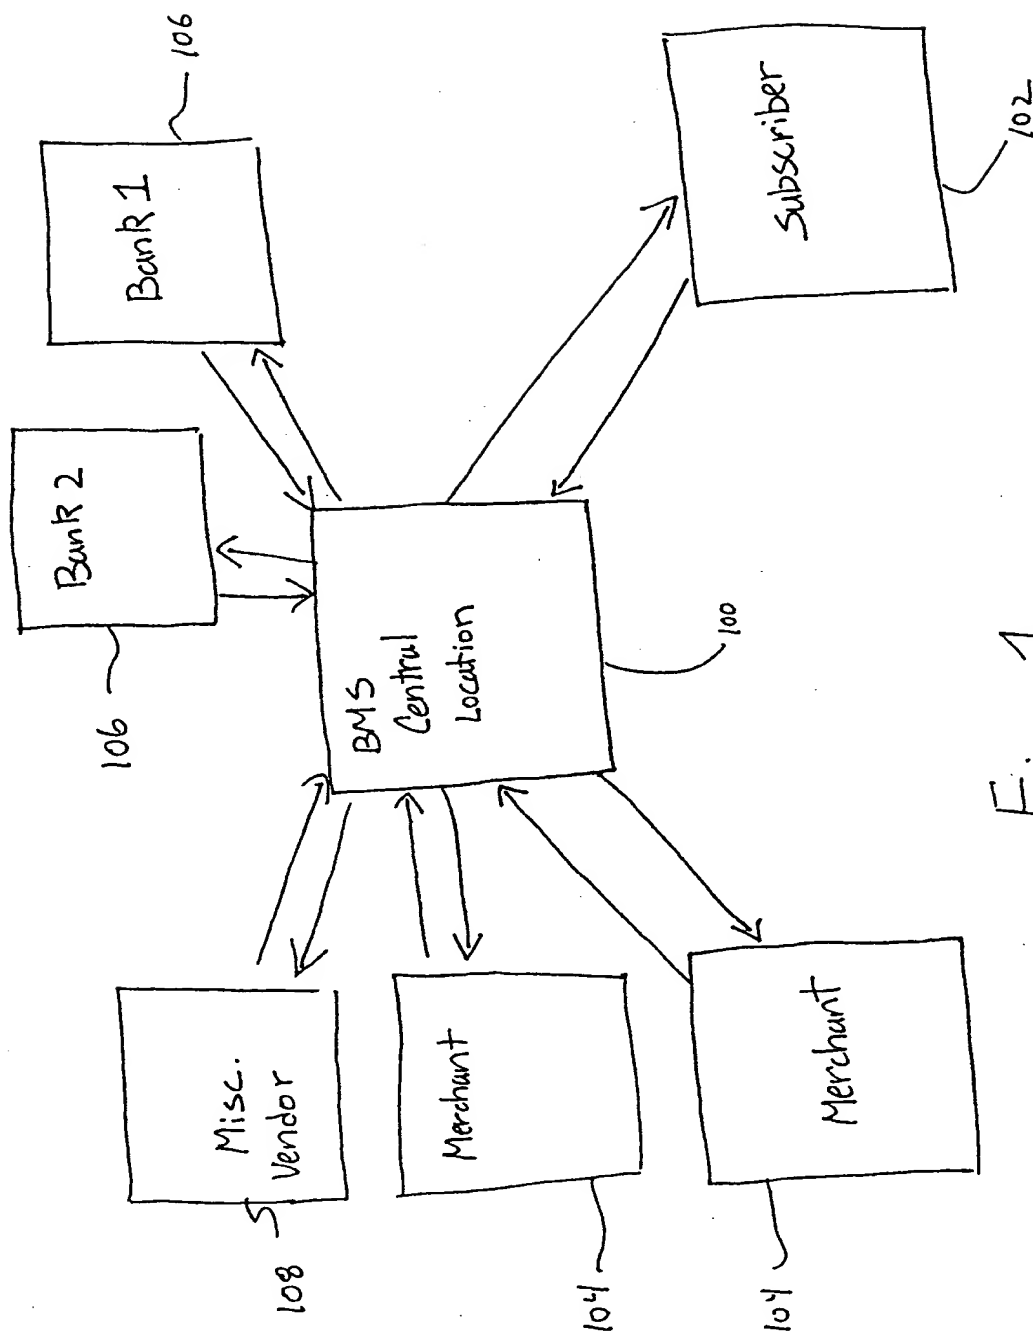 Bank 2
106
Bank 1
106
Misc.
Vendor
108
BMS
Central
Location
100
Merchant
104
Merchant
104
Subscriber
102
F. 1